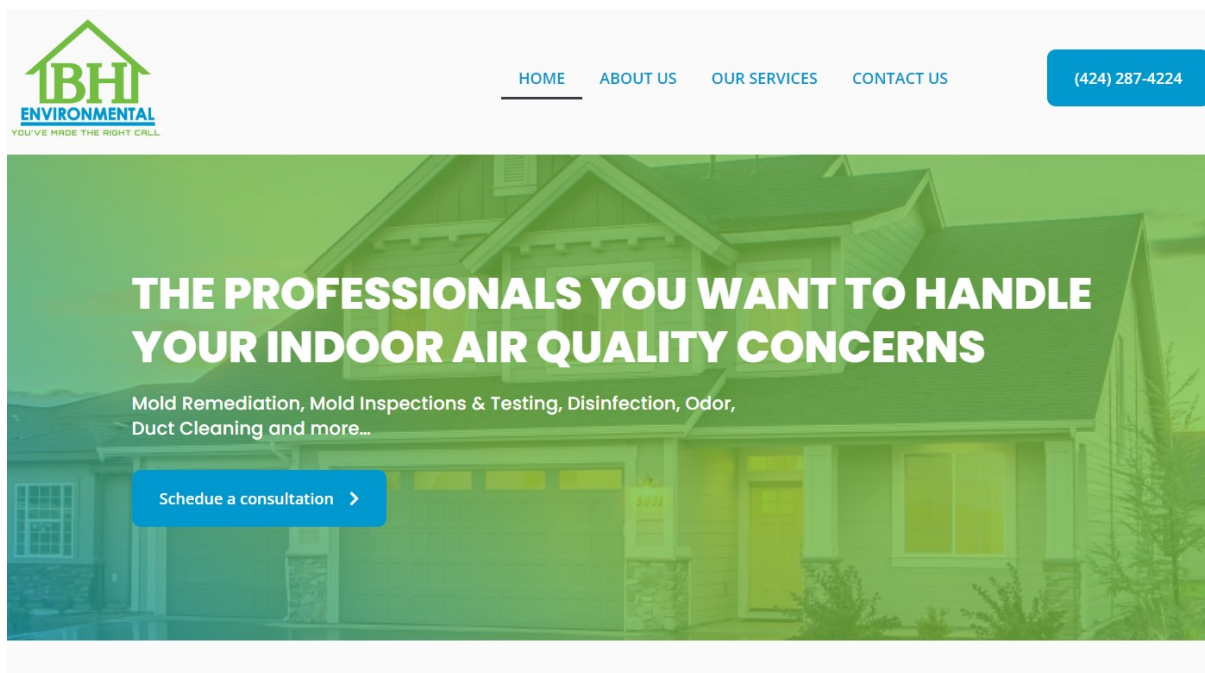 BH
ENVIRONMENTAL
YOU'VE MADE THE RIGHT CALL
HOME ABOUT US OUR SERVICES CONTACT US
(424) 287-4224
THE PROFESSIONALS YOU WANT TO HANDLE
YOUR INDOOR AIR QUALITY CONCERNS
Mold Remediation, Mold Inspections & Testing, Disinfection, Odor,
Duct Cleaning and more...
Schedue a consultation